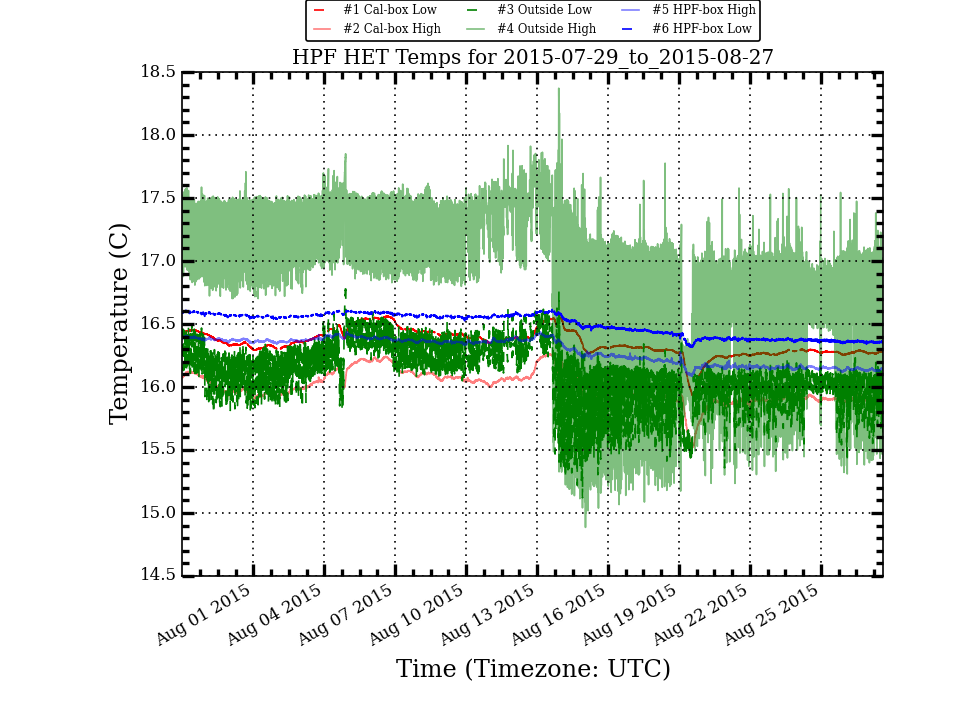 #1 Cal-box Low #3 Outside Low #5 HPF-box High
#2 Cal-box High #4 Outside High #6 HPF-box Low
HPF HET Temps for 2015-07-29_to_2015-08-27
18.5
18.0
17.5
17.0
16.5
16.0
15.5
15.0
14.5
Temperature (C)
Aug 01 2015 Aug 04 2015 Aug 07 2015 Aug 10 2015 Aug 13 2015 Aug 16 2015 Aug 19 2015 Aug 22 2015 Aug 25 2015
Time (Timezone: UTC)